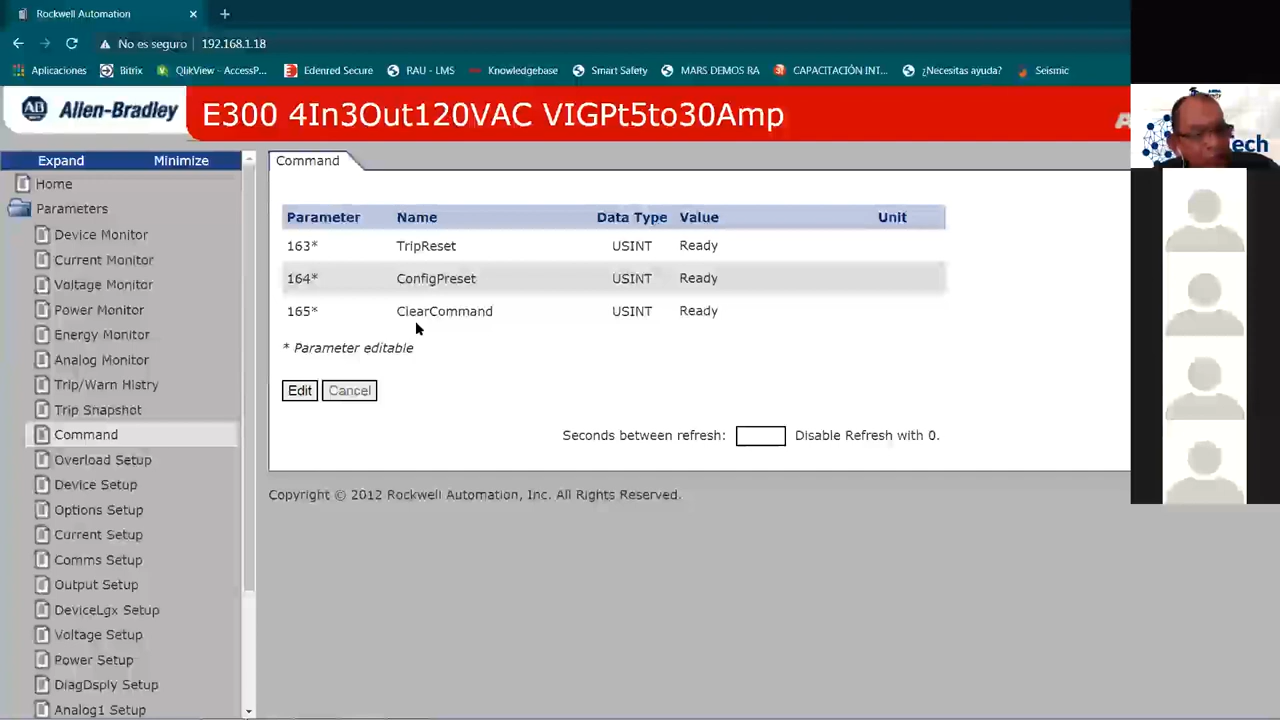 Rockwell Automation
No es seguro 192.168.1.18
Aplicaciones Bitrix QlikView - AccessP... Edenred Secure RAU - LMS Knowledgebase Smart Safety MARS DEMOS RA CAPACITACIÓN INT... ¿Necesitas ayuda? Seismic
AB Allen-Bradley E300 4In3Out120VAC VIGPt5to30Amp
Expand Minimize
Command
Home
Parameters
Device Monitor
Current Monitor
Voltage Monitor
Power Monitor
Energy Monitor
Analog Monitor
Trip/Warn Histry
Trip Snapshot
Command
Overload Setup
Device Setup
Options Setup
Current Setup
Comms Setup
Output Setup
DeviceLgx Setup
Voltage Setup
Power Setup
DiagDsply Setup
Analog1 Setup
Parameter Name Data Type Value Unit
163* TripReset USINT Ready
164* ConfigPreset USINT Ready
165* ClearCommand USINT Ready
* Parameter editable
Edit Cancel
Seconds between refresh: Disable Refresh with 0.
Copyright © 2012 Rockwell Automation, Inc. All Rights Reserved.